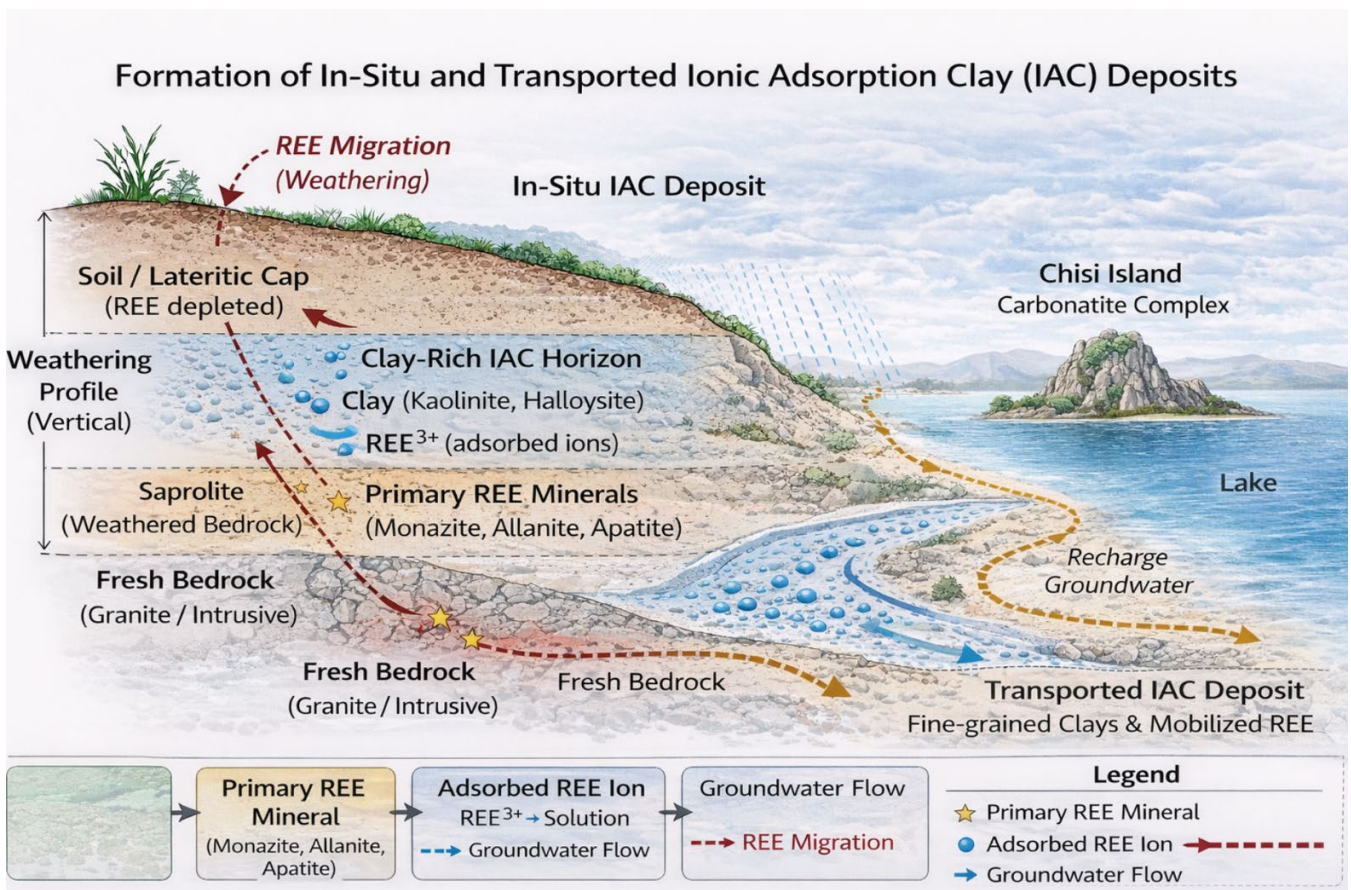 Formation of In-Situ and Transported Ionic Adsorption Clay (IAC) Deposits
REE Migration
(Weathering)
In-Situ IAC Deposit
Soil / Lateritic Cap
(REE depleted)
Chisi Island
Carbonatite Complex
Weathering
Profile
(Vertical)
Clay-Rich IAC Horizon
Clay (Kaolinite, Halloysite)
REE³⁺ (adsorbed ions)
Saprolite
(Weathered Bedrock)
Primary REE Minerals
(Monazite, Allanite, Apatite)
Lake
Recharge
Groundwater
Fresh Bedrock
(Granite / Intrusive)
Fresh Bedrock
(Granite / Intrusive)
Fresh Bedrock
Transported IAC Deposit
Fine-grained Clays & Mobilized REE
Primary REE
Mineral
(Monazite, Allanite,
Apatite)
Adsorbed REE Ion
REE³⁺ → Solution
Groundwater Flow
Groundwater Flow
REE Migration
Legend
Primary REE Mineral
Adsorbed REE Ion
Groundwater Flow